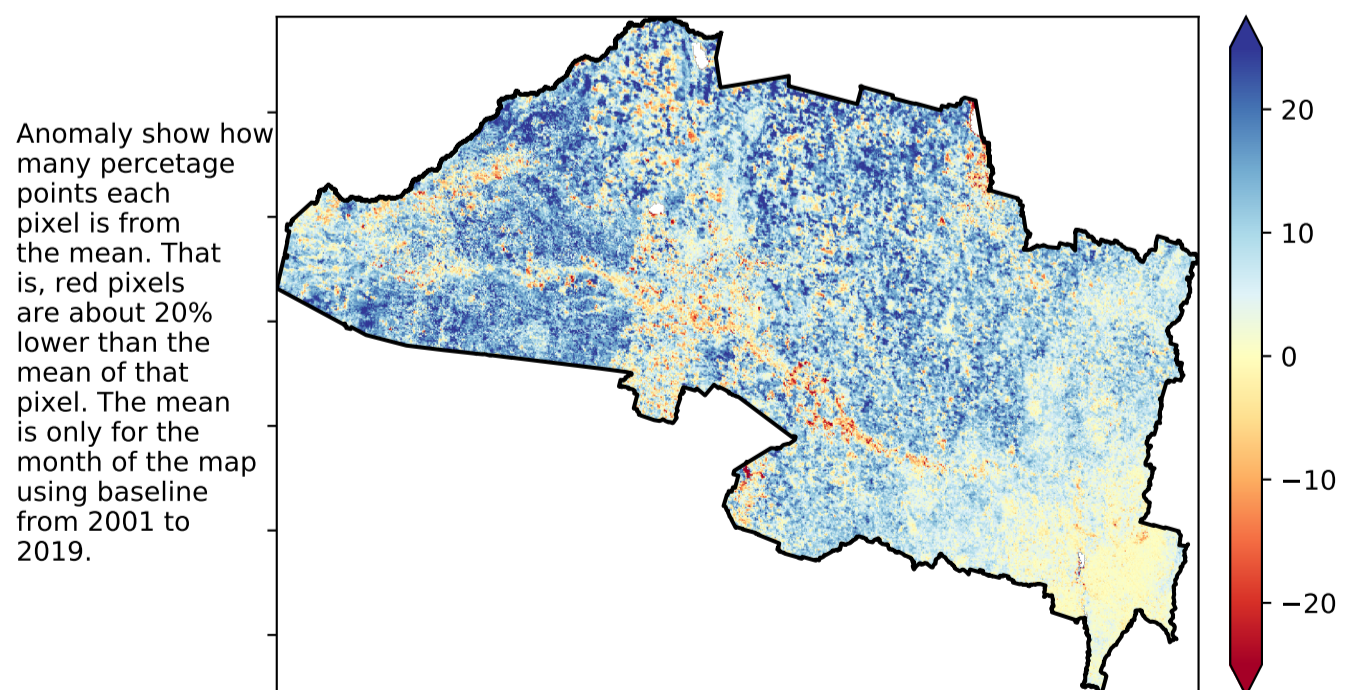 Anomaly show how
many percetage
points each
pixel is from
the mean. That
is, red pixels
are about 20%
lower than the
mean of that
pixel. The mean
is only for the
month of the map
using baseline
from 2001 to
2019.
20
10
0
−10
−20